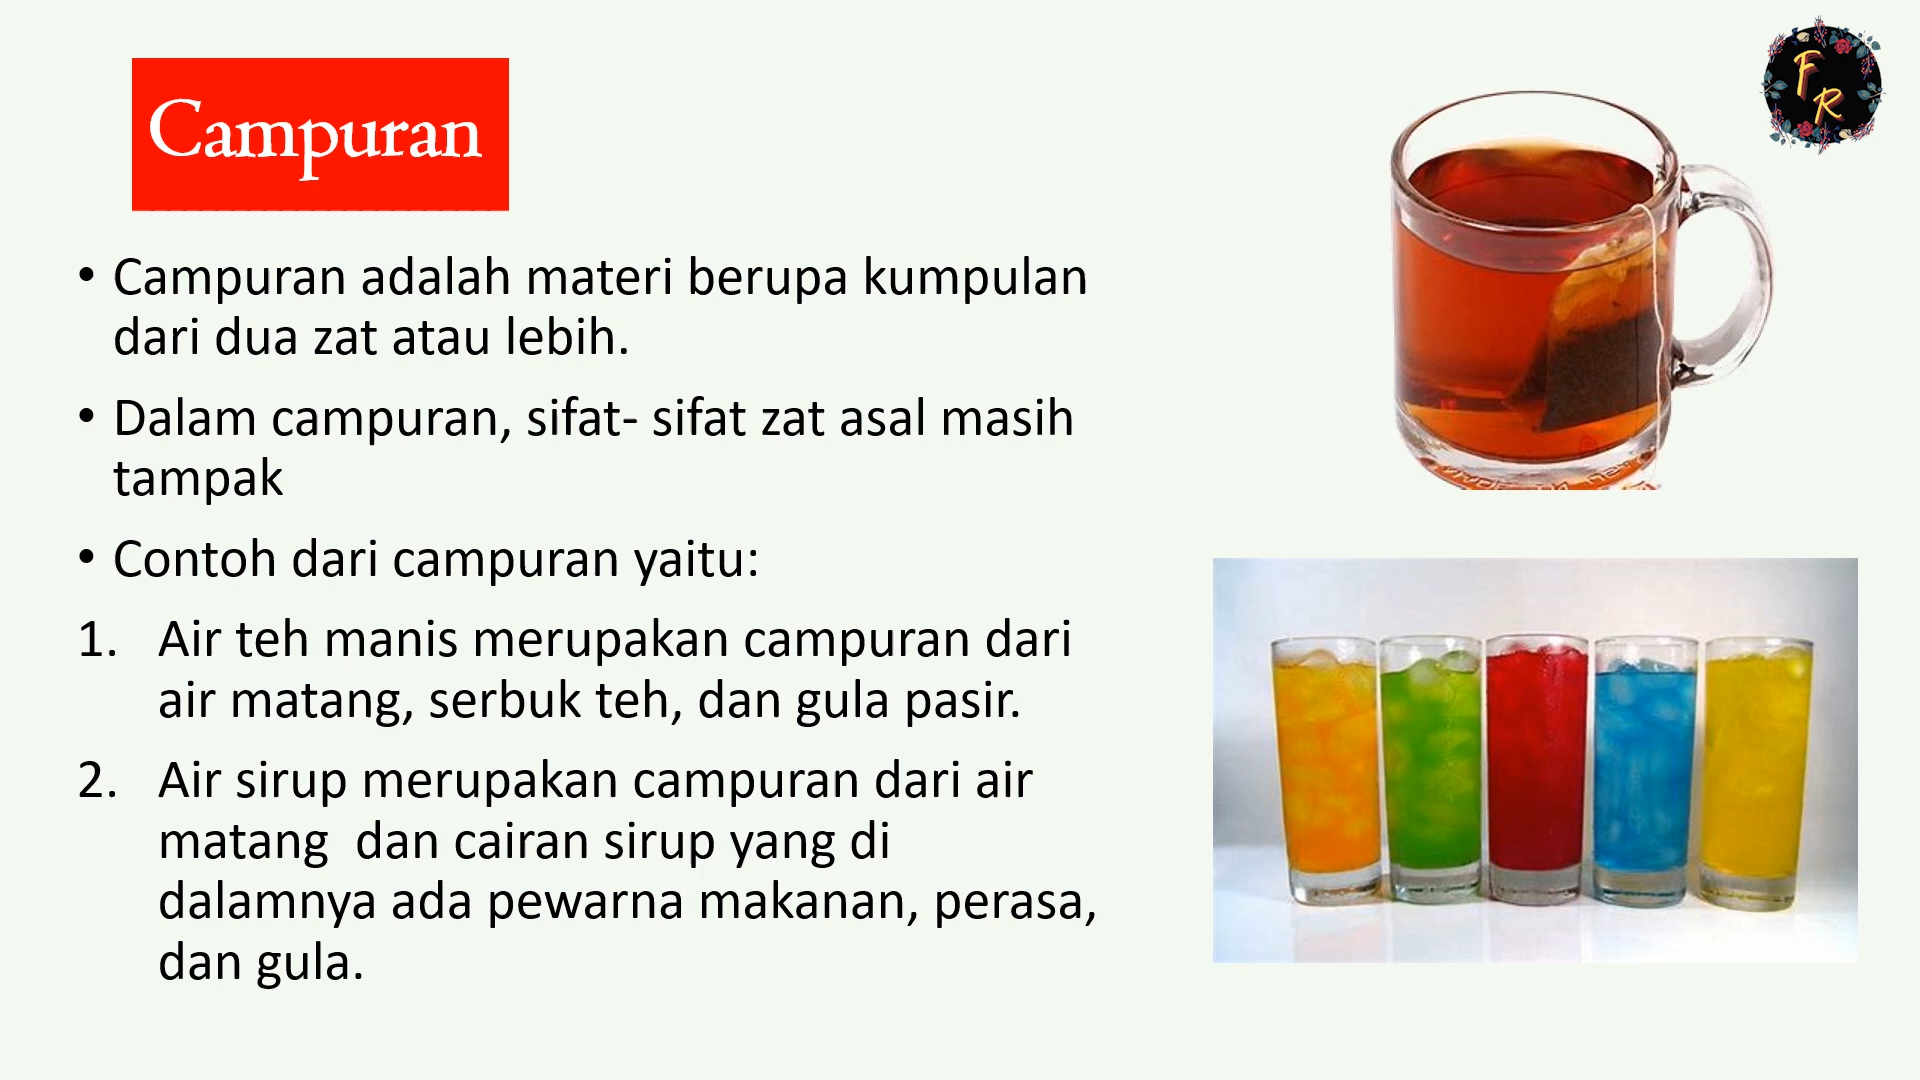 Campuran
F
R
• Campuran adalah materi berupa kumpulan
dari dua zat atau lebih.
• Dalam campuran, sifat- sifat zat asal masih
tampak
• Contoh dari campuran yaitu:
1. Air teh manis merupakan campuran dari
air matang, serbuk teh, dan gula pasir.
2. Air sirup merupakan campuran dari air
matang  dan cairan sirup yang di
dalamnya ada pewarna makanan, perasa,
dan gula.